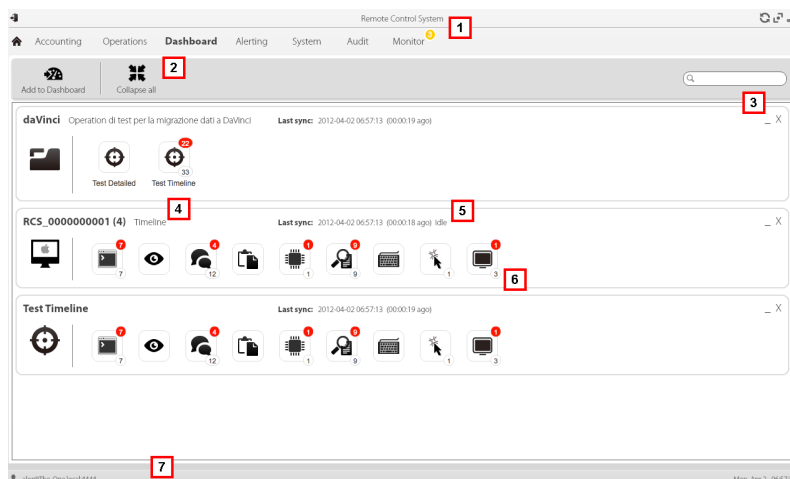 Remote Control System
1
Accounting Operations Dashboard Alerting System Audit Monitor 3
2
Add to Dashboard Collapse all
3
daVinci Operation di test per la migrazione dati a DaVinci Last sync: 2012-04-02 06:57:13 (00:00:19 ago) _ X
22
33
Test Detailed Test Timeline
4 5
RCS_0000000001 (4) Timeline Last sync: 2012-04-02 06:57:13 (00:00:18 ago) Idle _ X
7 4 1 9 1
7 12 1 9 1 3
6
Test Timeline Last sync: 2012-04-02 06:57:13 (00:00:19 ago) _ X
7 4 1 9 1
7 12 1 9 1 3
7